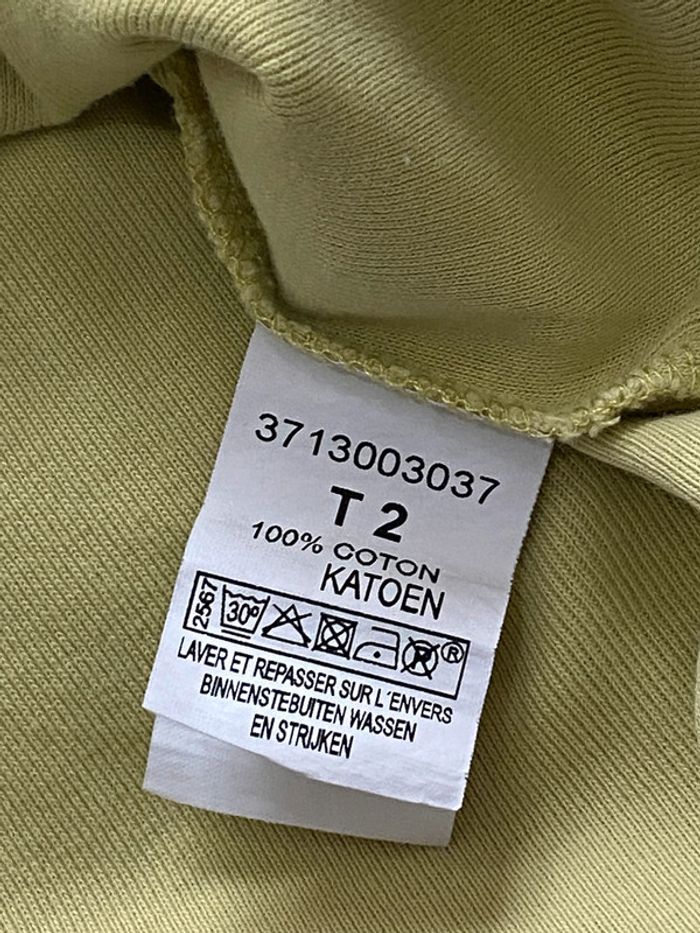 3713003037
T 2
100% COTON
KATOEN
2567 30° R ®
LAVER ET REPASSER SUR L´ENVERS
BINNENSTEBUITEN WASSEN
EN STRIJKEN